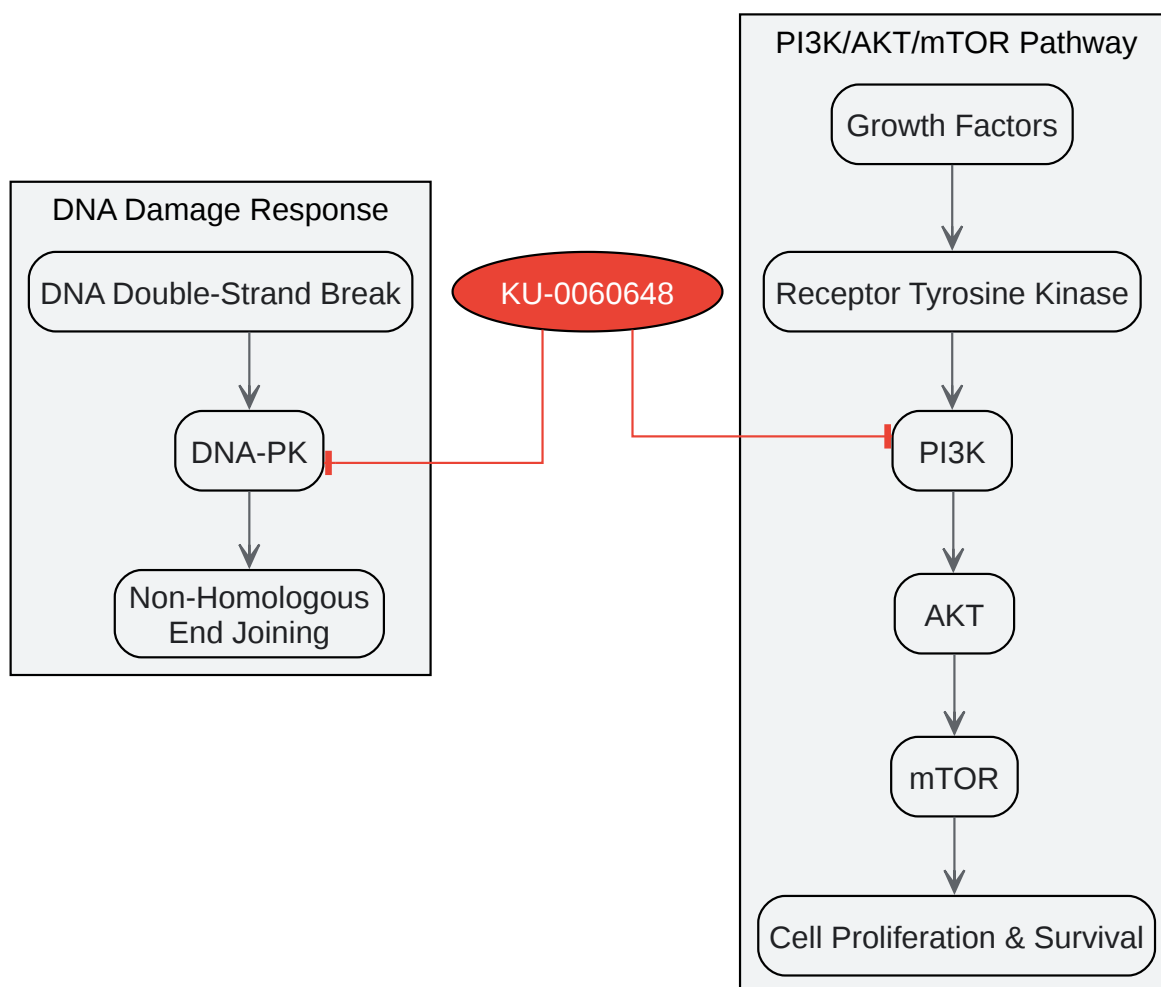 DNA Damage Response
DNA Double-Strand Break
DNA-PK
Non-Homologous
End Joining
KU-0060648
PI3K/AKT/mTOR Pathway
Growth Factors
Receptor Tyrosine Kinase
PI3K
AKT
mTOR
Cell Proliferation & Survival